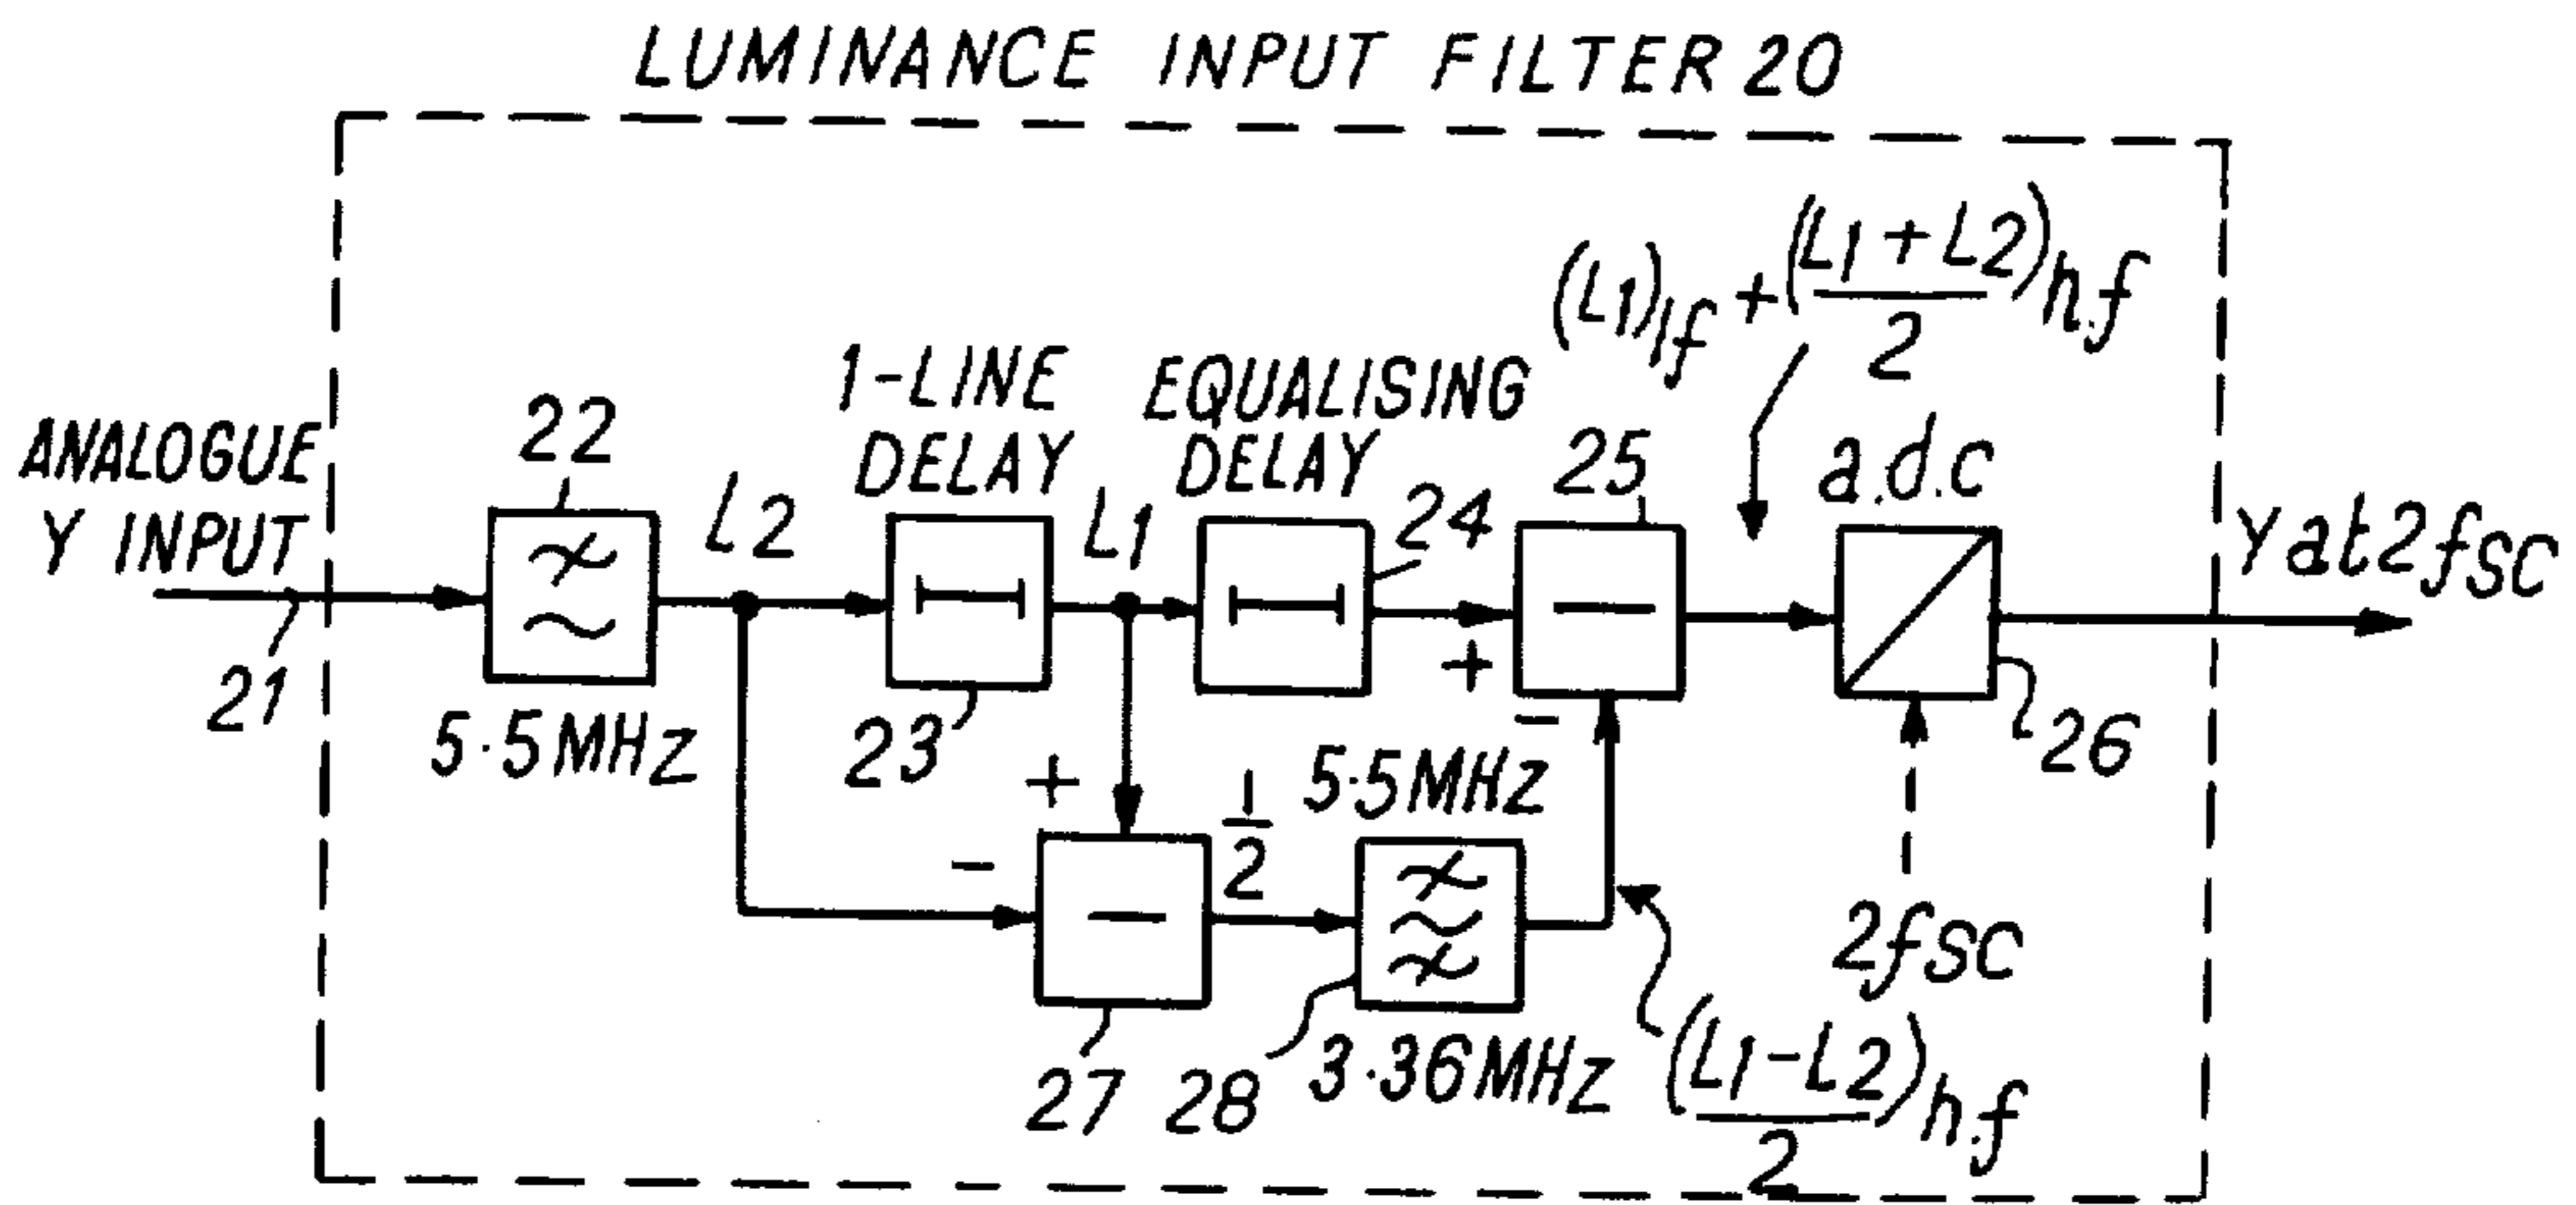 LUMINANCE INPUT FILTER 20
(L1)lf + (L1 + L2)h.f
2
1-LINE
DELAY
EQUALISING
DELAY
ANALOGUE
Y INPUT
22
L2
L1
24
25
a.d.c
Y at 2fSC
21
5.5MHz
23
+
-
26
+
-
1
2
5.5MHz
2fSC
27
28
3.36MHz
(L1-L2)h.f
2